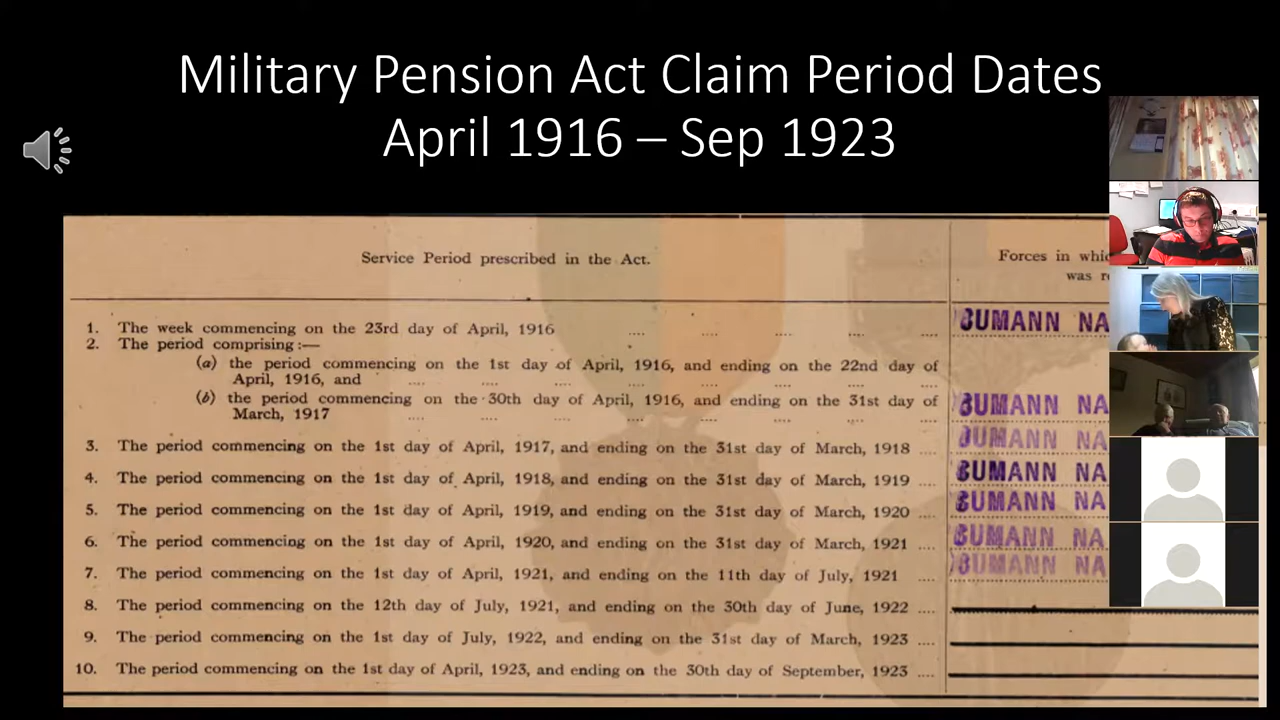 Military Pension Act Claim Period Dates
April 1916 – Sep 1923
Service Period prescribed in the Act.
Forces in
was
1. The week commencing on the 23rd day of April, 1916 .... .... .... .... ....
BUMANN NA
2. The period comprising :—
(a) the period commencing on the 1st day of April, 1916, and ending on the 22nd day of
April, 1916, and .... .... .... .... .... .... .... ....
(b) the period commencing on the 30th day of April, 1916, and ending on the 31st day of
March, 1917 .... .... .... .... .... .... .... ....
BUMANN NA
3. The period commencing on the 1st day of April, 1917, and ending on the 31st day of March, 1918 ....
BUMANN NA
4. The period commencing on the 1st day of April, 1918, and ending on the 31st day of March, 1919 ....
BUMANN NA
5. The period commencing on the 1st day of April, 1919, and ending on the 31st day of March, 1920 ....
BUMANN NA
6. The period commencing on the 1st day of April, 1920, and ending on the 31st day of March, 1921 ....
BUMANN NA
7. The period commencing on the 1st day of April, 1921, and ending on the 11th day of July, 1921 ....
BUMANN NA
8. The period commencing on the 12th day of July, 1921, and ending on the 30th day of June, 1922 ....
9. The period commencing on the 1st day of July, 1922, and ending on the 31st day of March, 1923 ....
10. The period commencing on the 1st day of April, 1923, and ending on the 30th day of September, 1923 ....